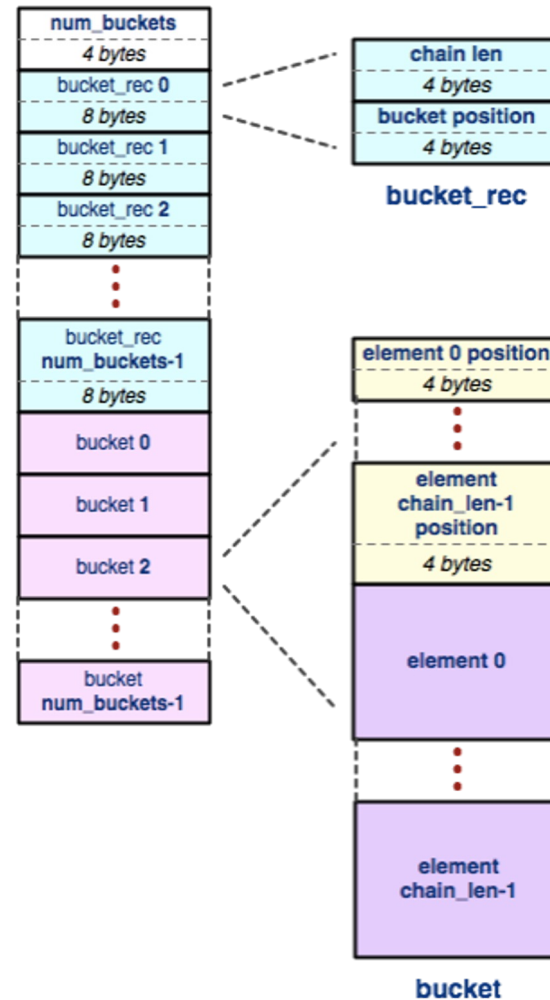 num_buckets
4 bytes
bucket_rec 0
8 bytes
bucket_rec 1
8 bytes
bucket_rec 2
8 bytes
bucket_rec
num_buckets-1
8 bytes
bucket 0
bucket 1
bucket 2
bucket
num_buckets-1
chain len
4 bytes
bucket position
4 bytes
bucket_rec
element 0 position
4 bytes
element
chain_len-1
position
4 bytes
element 0
element
chain_len-1
bucket